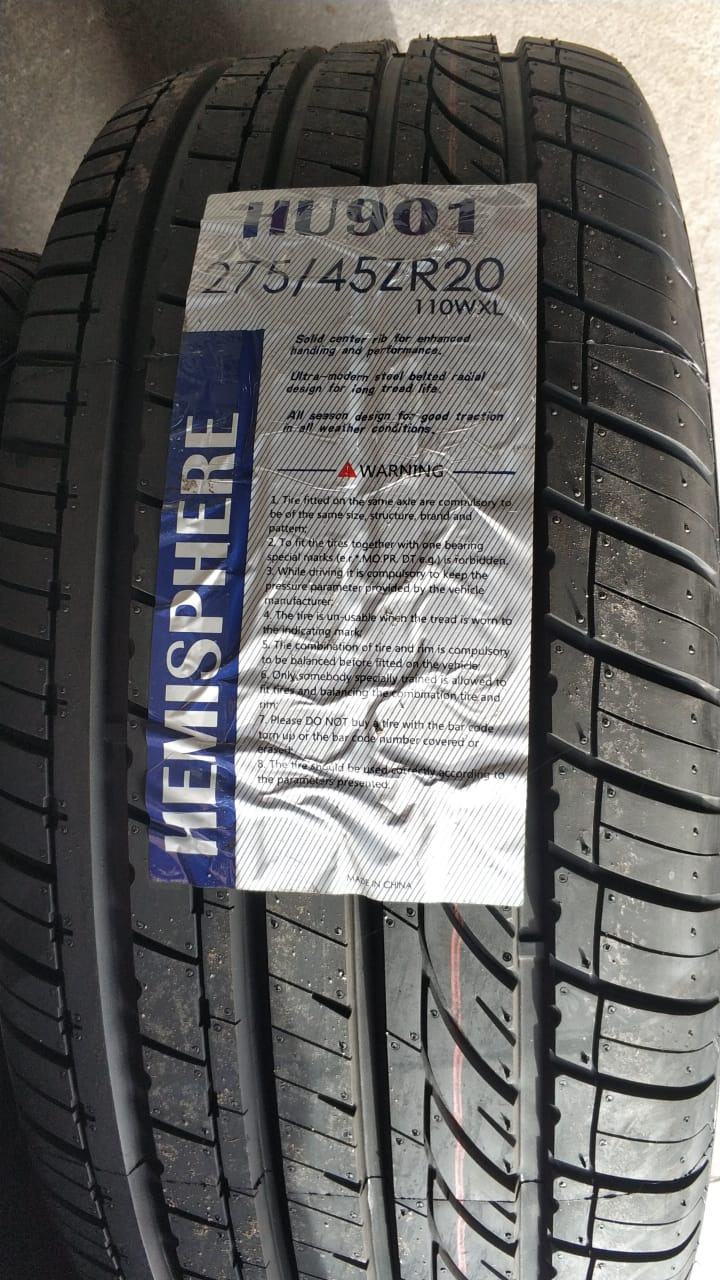 HU901
275/45ZR20
110WXL
HEMISPHERE
Solid center rib for enhanced
handling and performance.
Ultra-modern steel belted radial
design for long tread life.
All season design for good traction
in all weather conditions.
WARNING
1. Tire fitted on the same axle are compulsory to
be of the same size, structure, brand and
pattern;
2. To fit the tires together with one bearing
special marks (e.r.* MO.PR, DT e.g.) is forbidden.
3. While driving it is compulsory to keep the
pressure parameter provided by the vehicle
manufacturer;
4. The tire is un-usable when the tread is worn to
the indicating mark;
5. The combination of tire and rim is compulsory
to be balanced before fitted on the vehicle;
6. Only somebody specially trained is allowed to
fit tires and balancing the combination tire and
rim;
7. Please DO NOT buy a tire with the bar code
torn up or the bar code number covered or
erased;
8. The tire should be used correctly according to
the parameters presented.
MADE IN CHINA